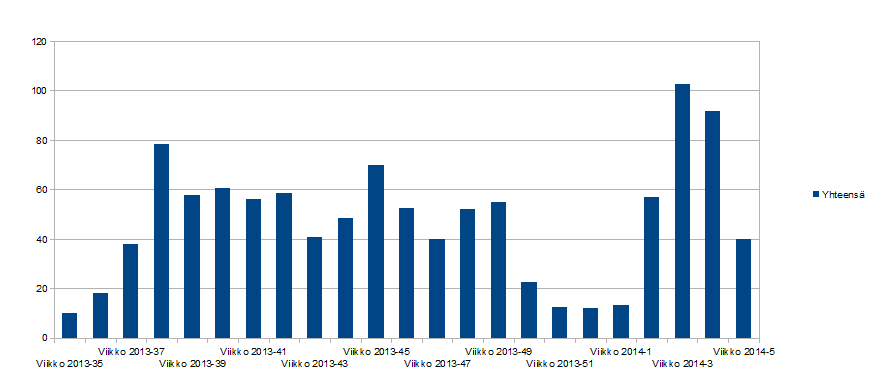 120
100
80
60
40
20
0
Yhteensä
Viikko 2013-35
Viikko 2013-37
Viikko 2013-39
Viikko 2013-41
Viikko 2013-43
Viikko 2013-45
Viikko 2013-47
Viikko 2013-49
Viikko 2013-51
Viikko 2014-1
Viikko 2014-3
Viikko 2014-5